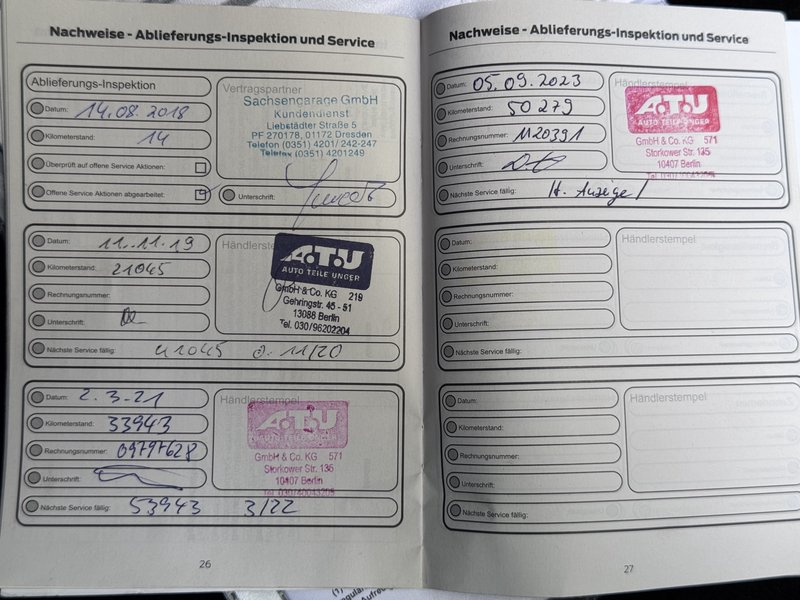 Nachweise - Ablieferungs-Inspektion und Service
Ablieferungs-Inspektion
Datum: 14.08.2018
Kilometerstand: 14
Überprüft auf offene Service Aktionen:
Offene Service Aktionen abgearbeitet:
Vertragspartner
Sachsengarage GmbH
Kundendienst
Liebstädter Straße 5
PF 270178, 01172 Dresden
Telefon (0351) 4201/ 242-247
Telefax (0351) 4201249
Unterschrift:
Datum: 11.11.19
Kilometerstand: 21045
Rechnungsnummer:
Unterschrift:
Händlerstempel
A.T.U
AUTO TEILE UNGER
GmbH & Co. KG 219
Gehringstr. 45 - 51
13088 Berlin
Tel. 030/96202204
Nächste Service fällig: 41045 o. 11/20
Datum: 2.3.21
Kilometerstand: 33943
Rechnungsnummer: 09797628
Unterschrift:
Händlerstempel
A.T.U
AUTO TEILE UNGER
GmbH & Co. KG 571
Storkower Str. 135
10407 Berlin
Tel. 030/40043205
Nächste Service fällig: 53943 3/22
26
Nachweise - Ablieferungs-Inspektion und Service
Datum: 05.09.2023
Kilometerstand: 50279
Rechnungsnummer: M20391
Unterschrift:
Händlerstempel
A.T.U
AUTO TEILE UNGER
GmbH & Co. KG 571
Storkower Str. 135
10407 Berlin
Nächste Service fällig: lt. Anzeige
Datum:
Kilometerstand:
Rechnungsnummer:
Unterschrift:
Händlerstempel
Nächste Service fällig:
Datum:
Kilometerstand:
Rechnungsnummer:
Unterschrift:
Händlerstempel
Nächste Service fällig:
27